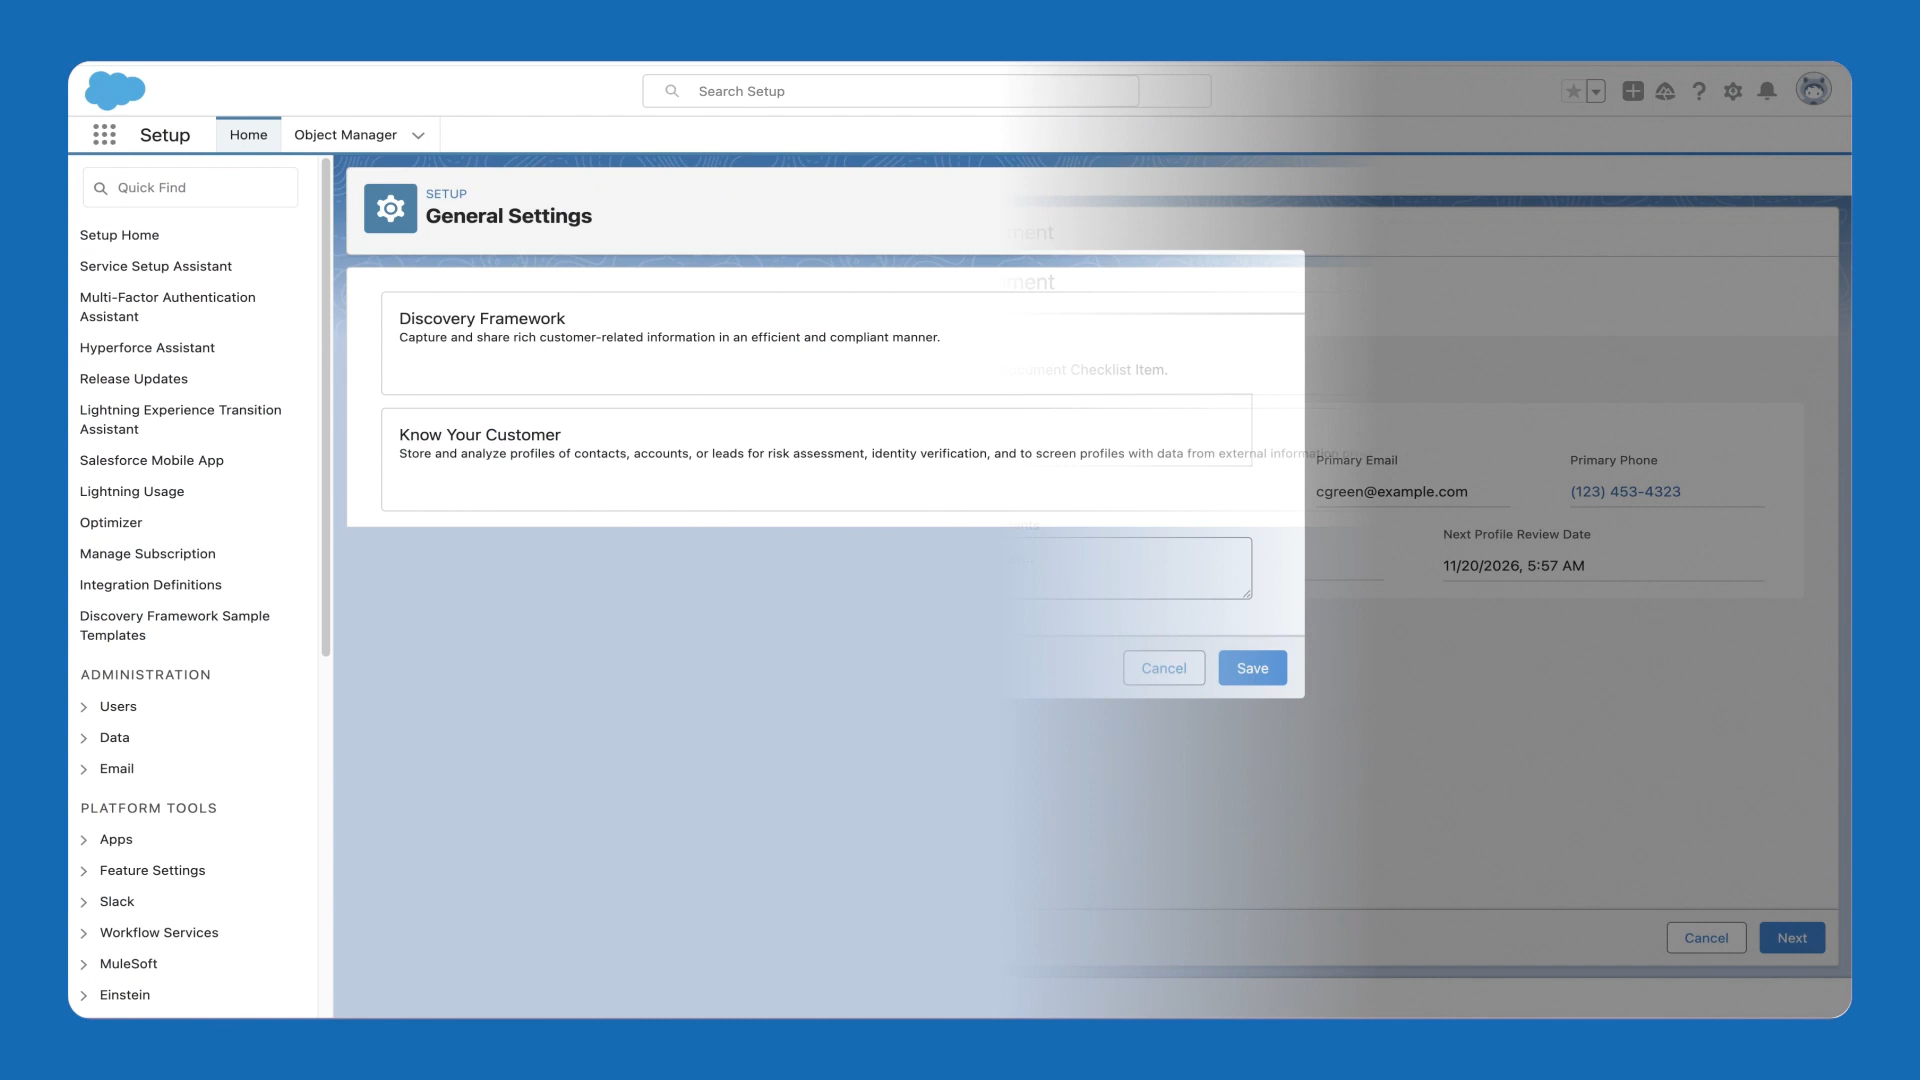 Search Setup
Setup
Home
Object Manager
Quick Find
Setup Home
Service Setup Assistant
Multi-Factor Authentication
Assistant
Hyperforce Assistant
Release Updates
Lightning Experience Transition
Assistant
Salesforce Mobile App
Lightning Usage
Optimizer
Manage Subscription
Integration Definitions
Discovery Framework Sample
Templates
ADMINISTRATION
Users
Data
Email
PLATFORM TOOLS
Apps
Feature Settings
Slack
Workflow Services
MuleSoft
Einstein
SETUP
General Settings
Discovery Framework
Capture and share rich customer-related information in an efficient and compliant manner.
Checklist Item.
Know Your Customer
Store and analyze profiles of contacts, accounts, or leads for risk assessment, identity verification, and to screen profiles with data from external information
Primary Email
cgreen@example.com
Primary Phone
(123) 453-4323
Next Profile Review Date
11/20/2026, 5:57 AM
Cancel
Save
Cancel
Next